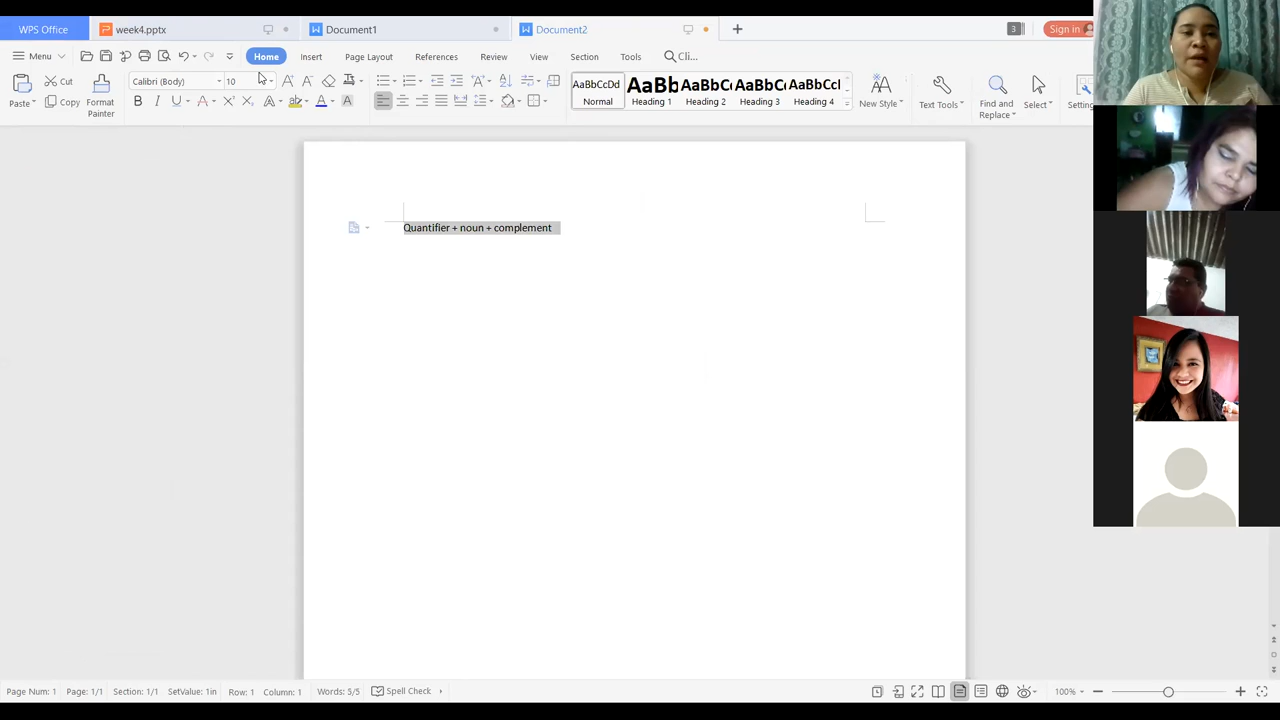 WPS Office
week4.pptx
Document1
Document2
3
Sign in
Menu
Home
Insert
Page Layout
References
Review
View
Section
Tools
Cli...
Paste
Cut
Copy
Format Painter
Calibri (Body)
10
AaBbCcDd
Normal
AaBb
Heading 1
AaBbC
Heading 2
AaBbC
Heading 3
AaBbCcI
Heading 4
New Style
Text Tools
Find and Replace
Select
Setting
Quantifier + noun + complement
Page Num: 1
Page: 1/1
Section: 1/1
SetValue: 1in
Row: 1
Column: 1
Words: 5/5
Spell Check
100%